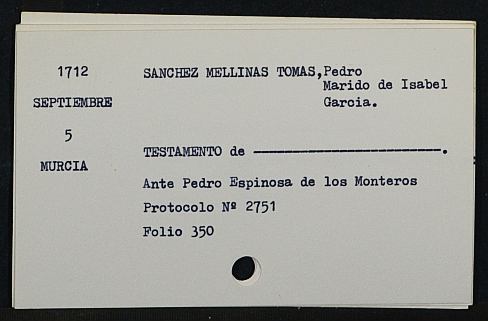 1712
SEPTIEMBRE
5
MURCIA
SANCHEZ MELLINAS TOMAS, Pedro
Marido de Isabel
Garcia.
TESTAMENTO de ————————————.
Ante Pedro Espinosa de los Monteros
Protocolo Nº 2751
Folio 350